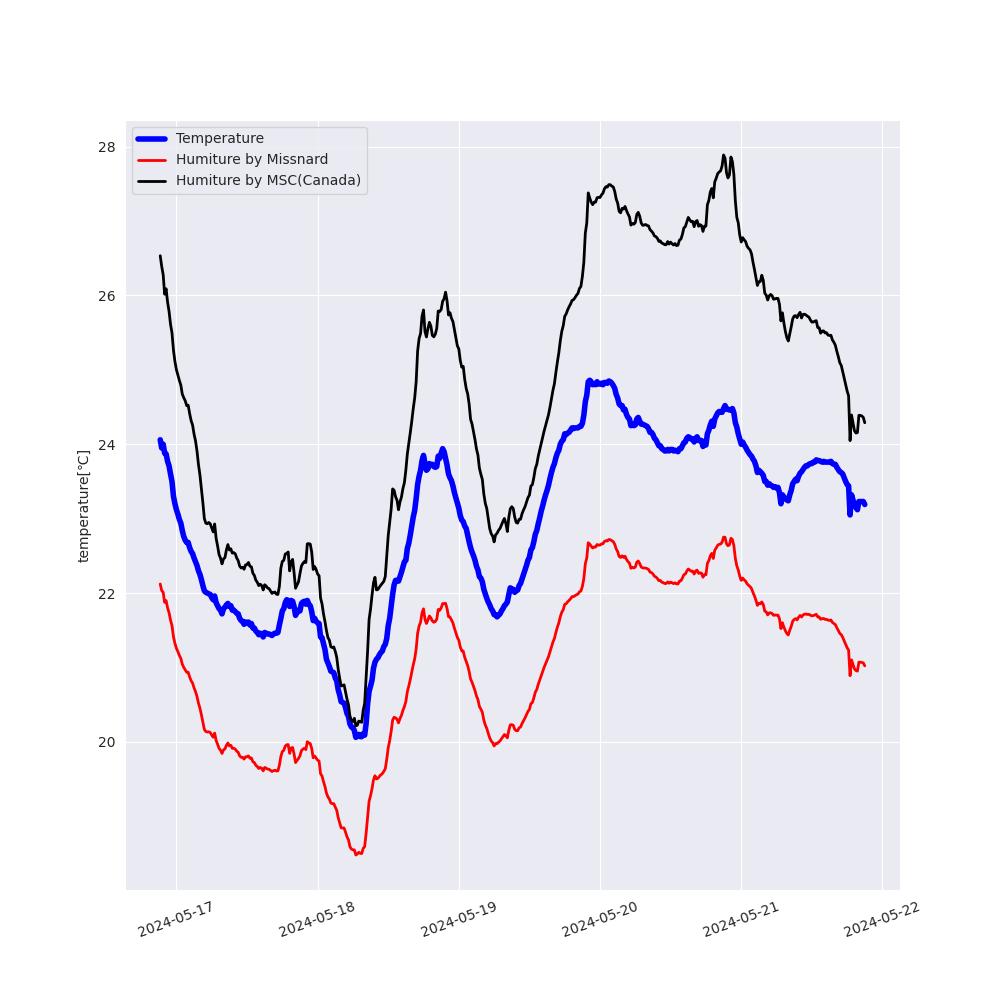 Temperature
Humiture by Missnard
Humiture by MSC(Canada)
28
26
24
22
20
temperature[℃]
2024-05-17
2024-05-18
2024-05-19
2024-05-20
2024-05-21
2024-05-22